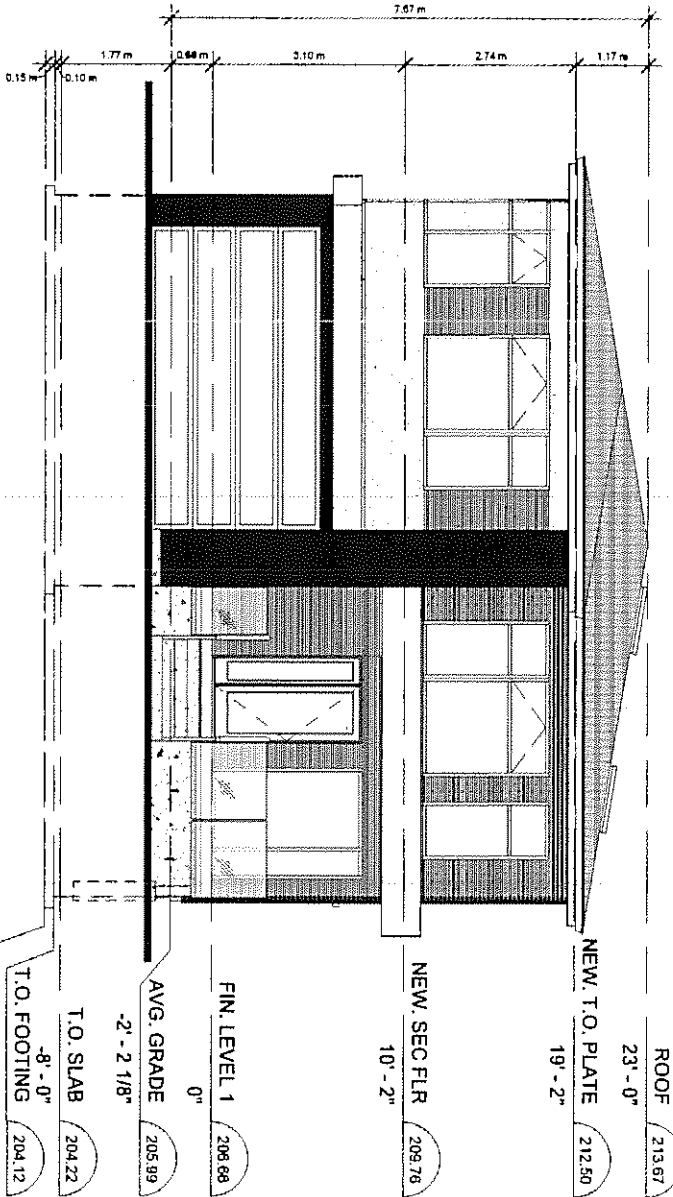 7.67 m
0.15 m
0.10 m
1.77 m
0.68 m
3.10 m
2.74 m
1.17 m
ROOF
23' - 0"
213.67
NEW. T.O. PLATE
19' - 2"
212.50
NEW. SEC FLR
10' - 2"
209.76
FIN. LEVEL 1
0"
206.66
AVG. GRADE
-2' - 2 1/8"
205.99
T.O. SLAB
-8' - 0"
204.22
T.O. FOOTING
204.12